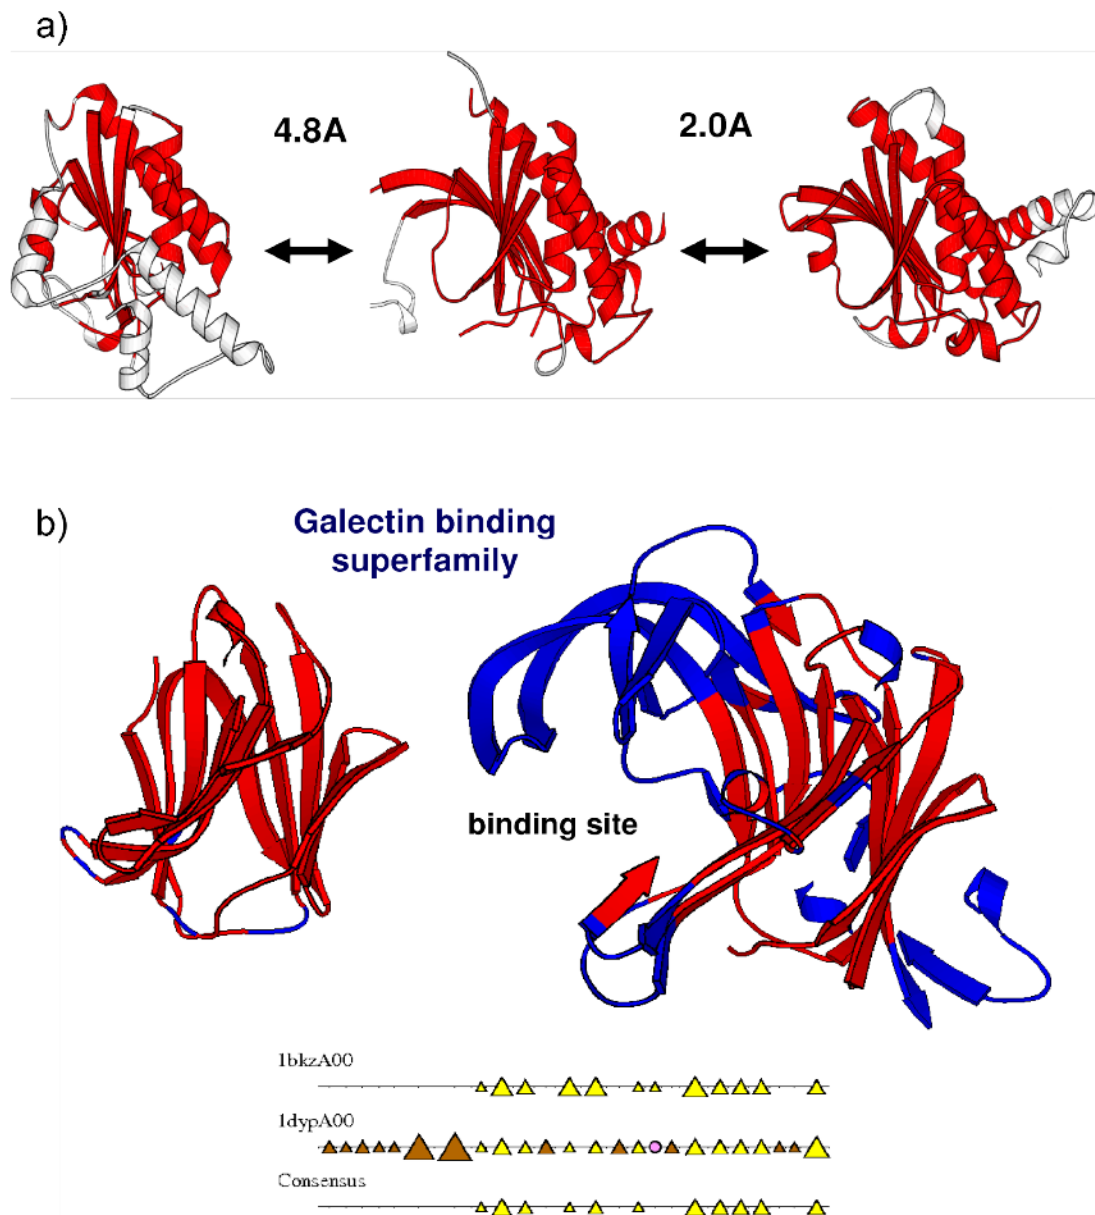 a)
4.8A
2.0A
b)
Galectin binding
superfamily
binding site
1bkzA00
1dypA00
Consensus